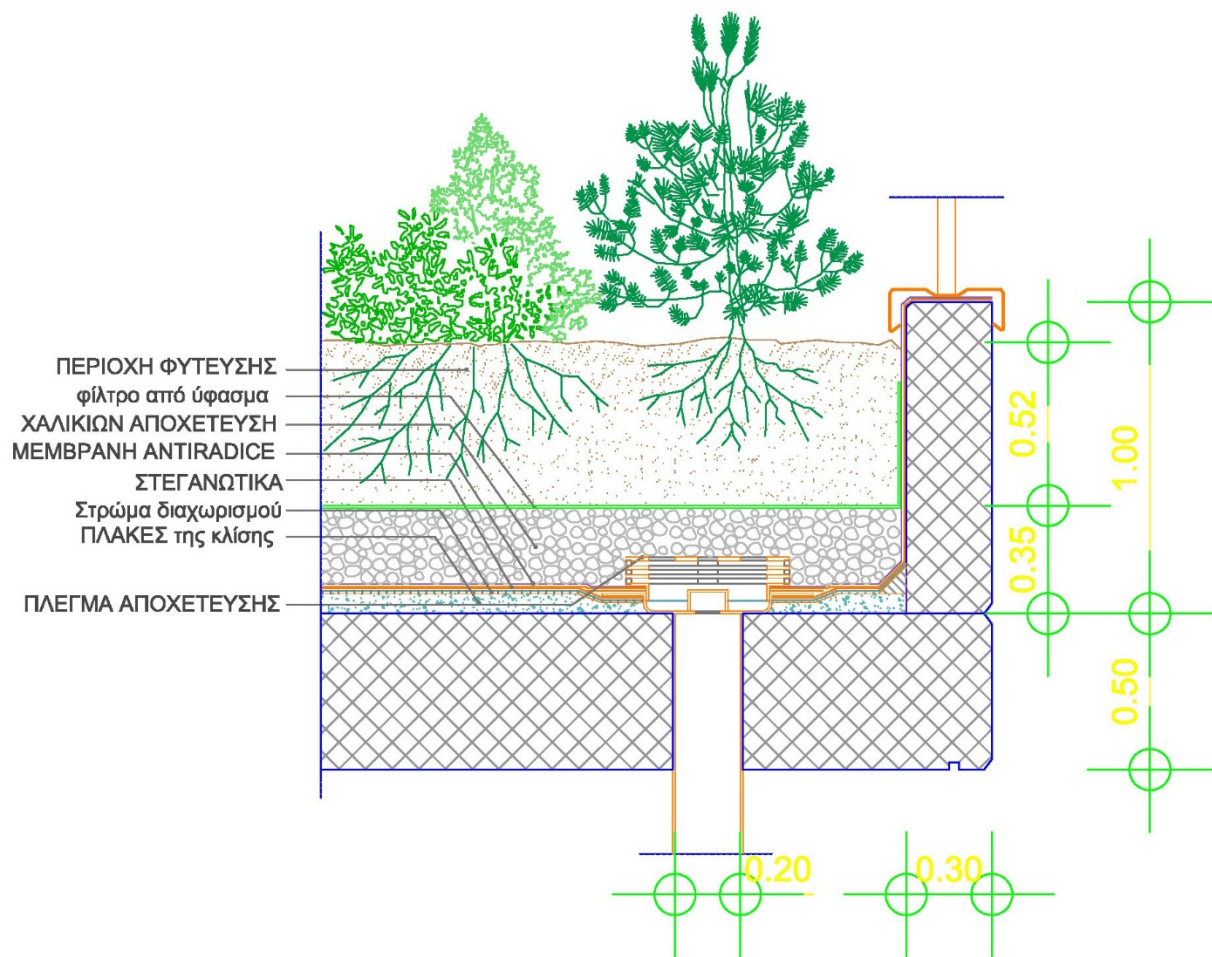 ΠΕΡΙΟΧΗ ΦΥΤΕΥΣΗΣ
φίλτρο από ύφασμα
ΧΑΛΙΚΙΩΝ ΑΠΟΧΕΤΕΥΣΗ
ΜΕΜΒΡΑΝΗ ANTIRADICE
ΣΤΕΓΑΝΩΤΙΚΑ
Στρώμα διαχωρισμού
ΠΛΑΚΕΣ της κλίσης
ΠΛΕΓΜΑ ΑΠΟΧΕΤΕΥΣΗΣ
0.52
1.00
0.35
0.50
0.20
0.30